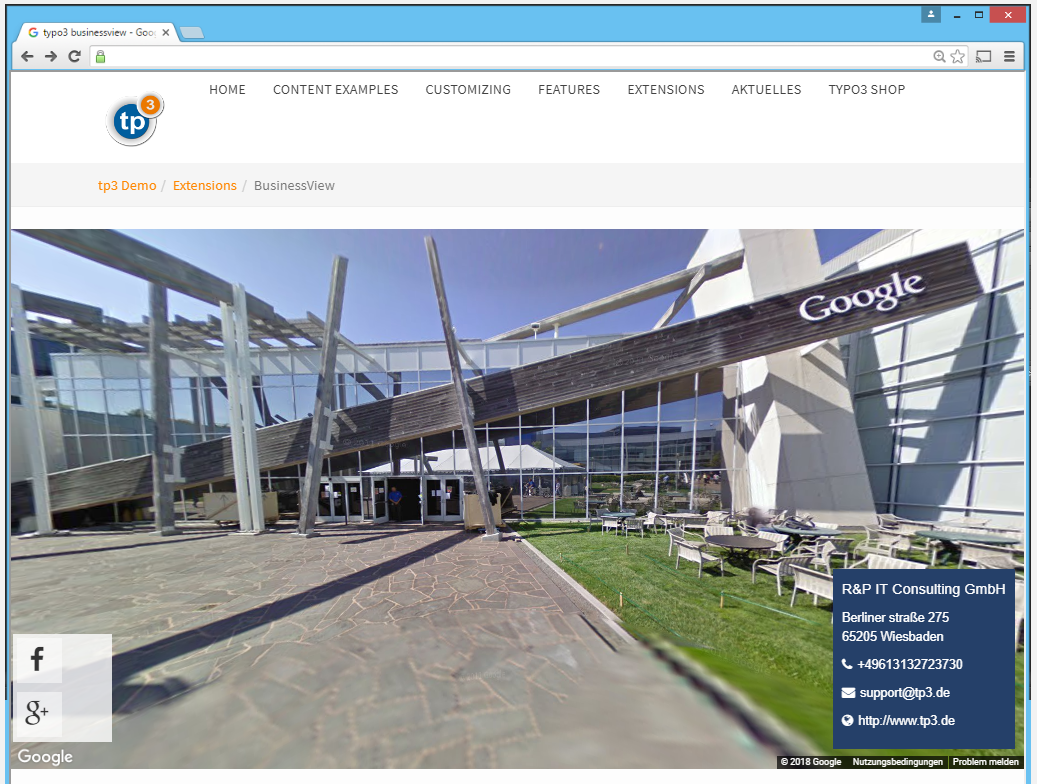 typo3 businessview - Goo
tp 3
HOME CONTENT EXAMPLES CUSTOMIZING FEATURES EXTENSIONS AKTUELLES TYPO3 SHOP
tp3 Demo / Extensions / BusinessView
Google
R&P IT Consulting GmbH
Berliner straße 275
65205 Wiesbaden
+49613132723730
support@tp3.de
http://www.tp3.de
f
g+
Google
© 2018 Google Nutzungsbedingungen Problem melden